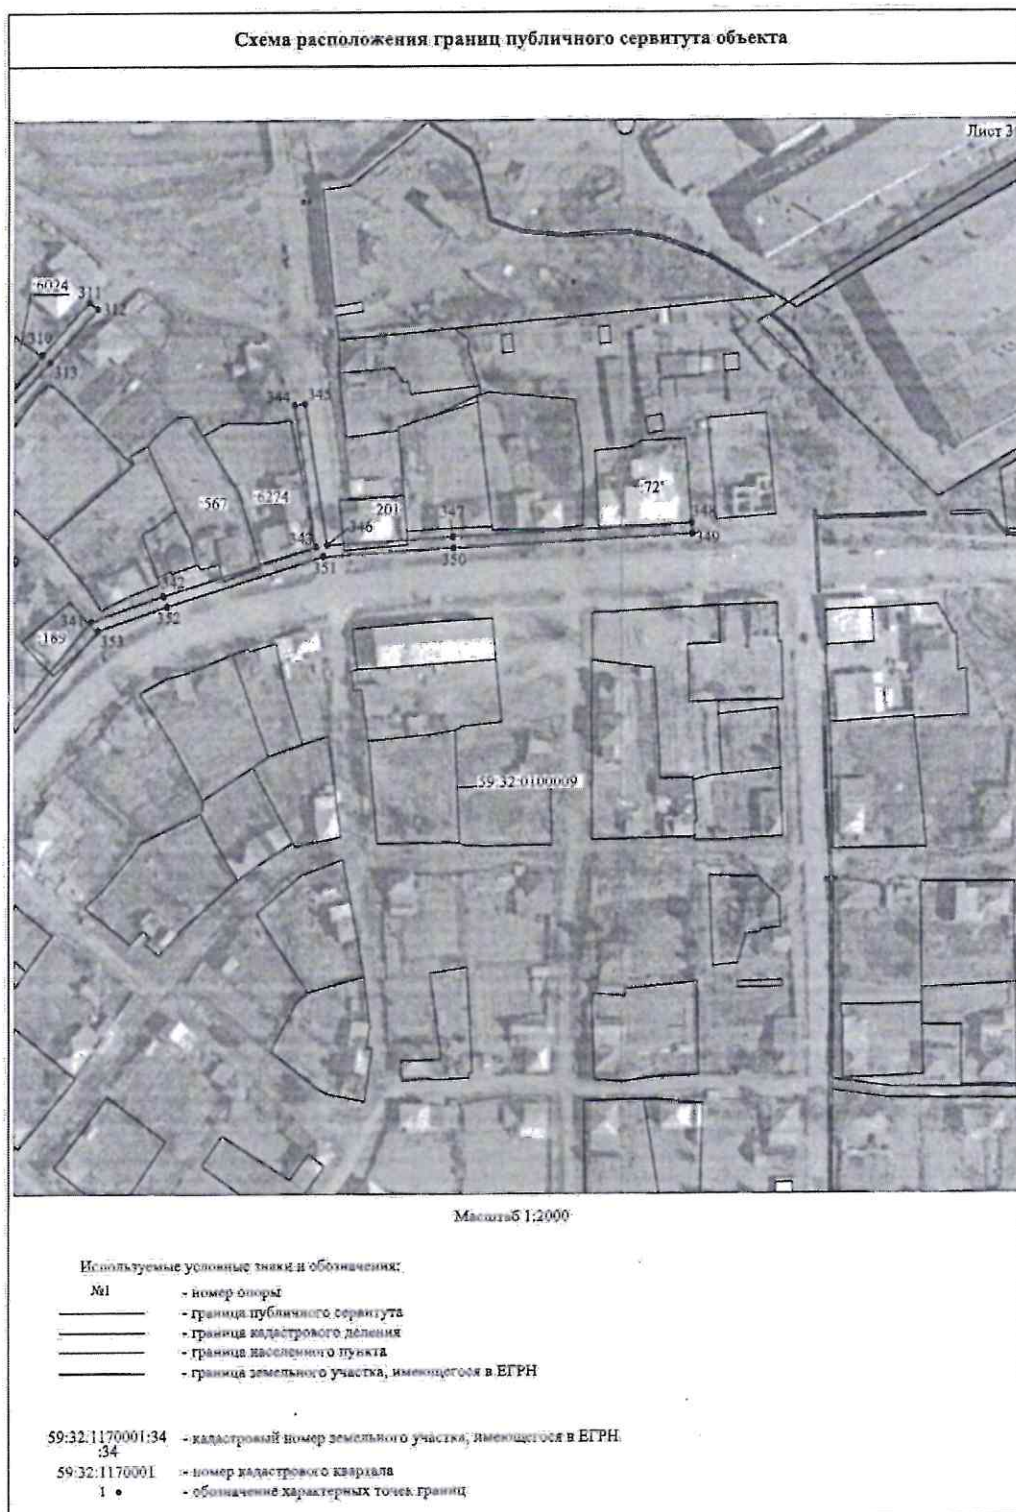 Схема расположения границ публичного сервитута объекта
Лист 3
:6024
311
312
310
313
344
345
:72
:567
:6274
201
347
348
343
346
349
351
350
342
341
352
:169
353
59:32:0100009
Масштаб 1:2000
Используемые условные знаки и обозначения:
№1 - номер опоры
- граница публичного сервитута
- граница кадастрового деления
- граница населенного пункта
- граница земельного участка, имеющегося в ЕГРН
59:32:1170001:34 - кадастровый номер земельного участка, имеющегося в ЕГРН
:34
59:32:1170001 - номер кадастрового квартала
1 ● - обозначение характерных точек границ